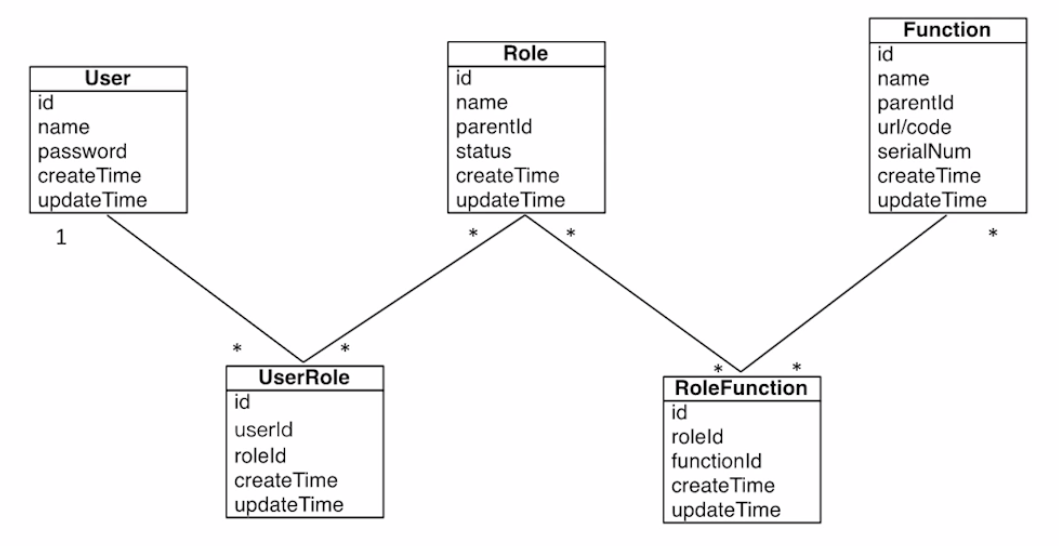 User
id
name
password
createTime
updateTime
1
*
Role
id
name
parentId
status
createTime
updateTime
*
*
Function
id
name
parentId
url/code
serialNum
createTime
updateTime
*
*
*
UserRole
id
userId
roleId
createTime
updateTime
*
*
RoleFunction
id
roleId
functionId
createTime
updateTime